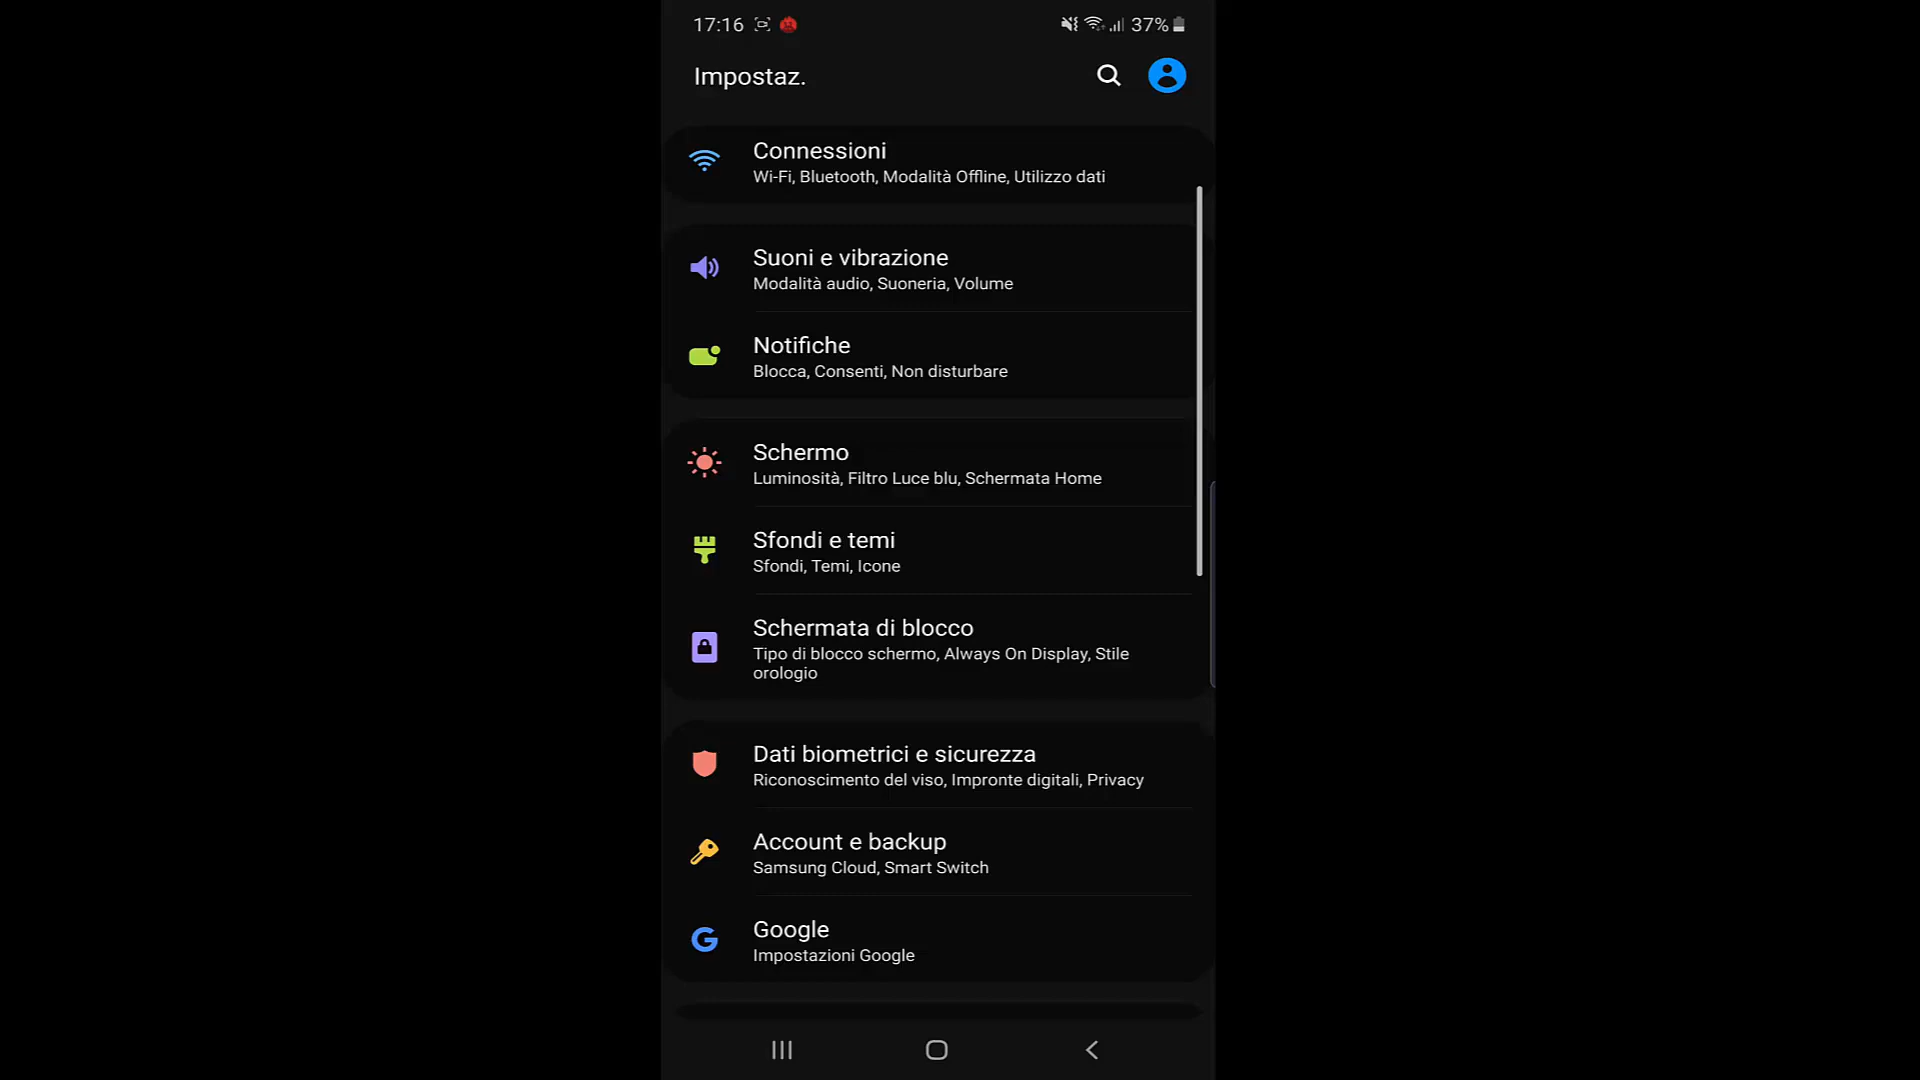 17:16 37%
Impostaz.
Connessioni
Wi-Fi, Bluetooth, Modalità Offline, Utilizzo dati
Suoni e vibrazione
Modalità audio, Suoneria, Volume
Notifiche
Blocca, Consenti, Non disturbare
Schermo
Luminosità, Filtro Luce blu, Schermata Home
Sfondi e temi
Sfondi, Temi, Icone
Schermata di blocco
Tipo di blocco schermo, Always On Display, Stile
orologio
Dati biometrici e sicurezza
Riconoscimento del viso, Impronte digitali, Privacy
Account e backup
Samsung Cloud, Smart Switch
Google
Impostazioni Google